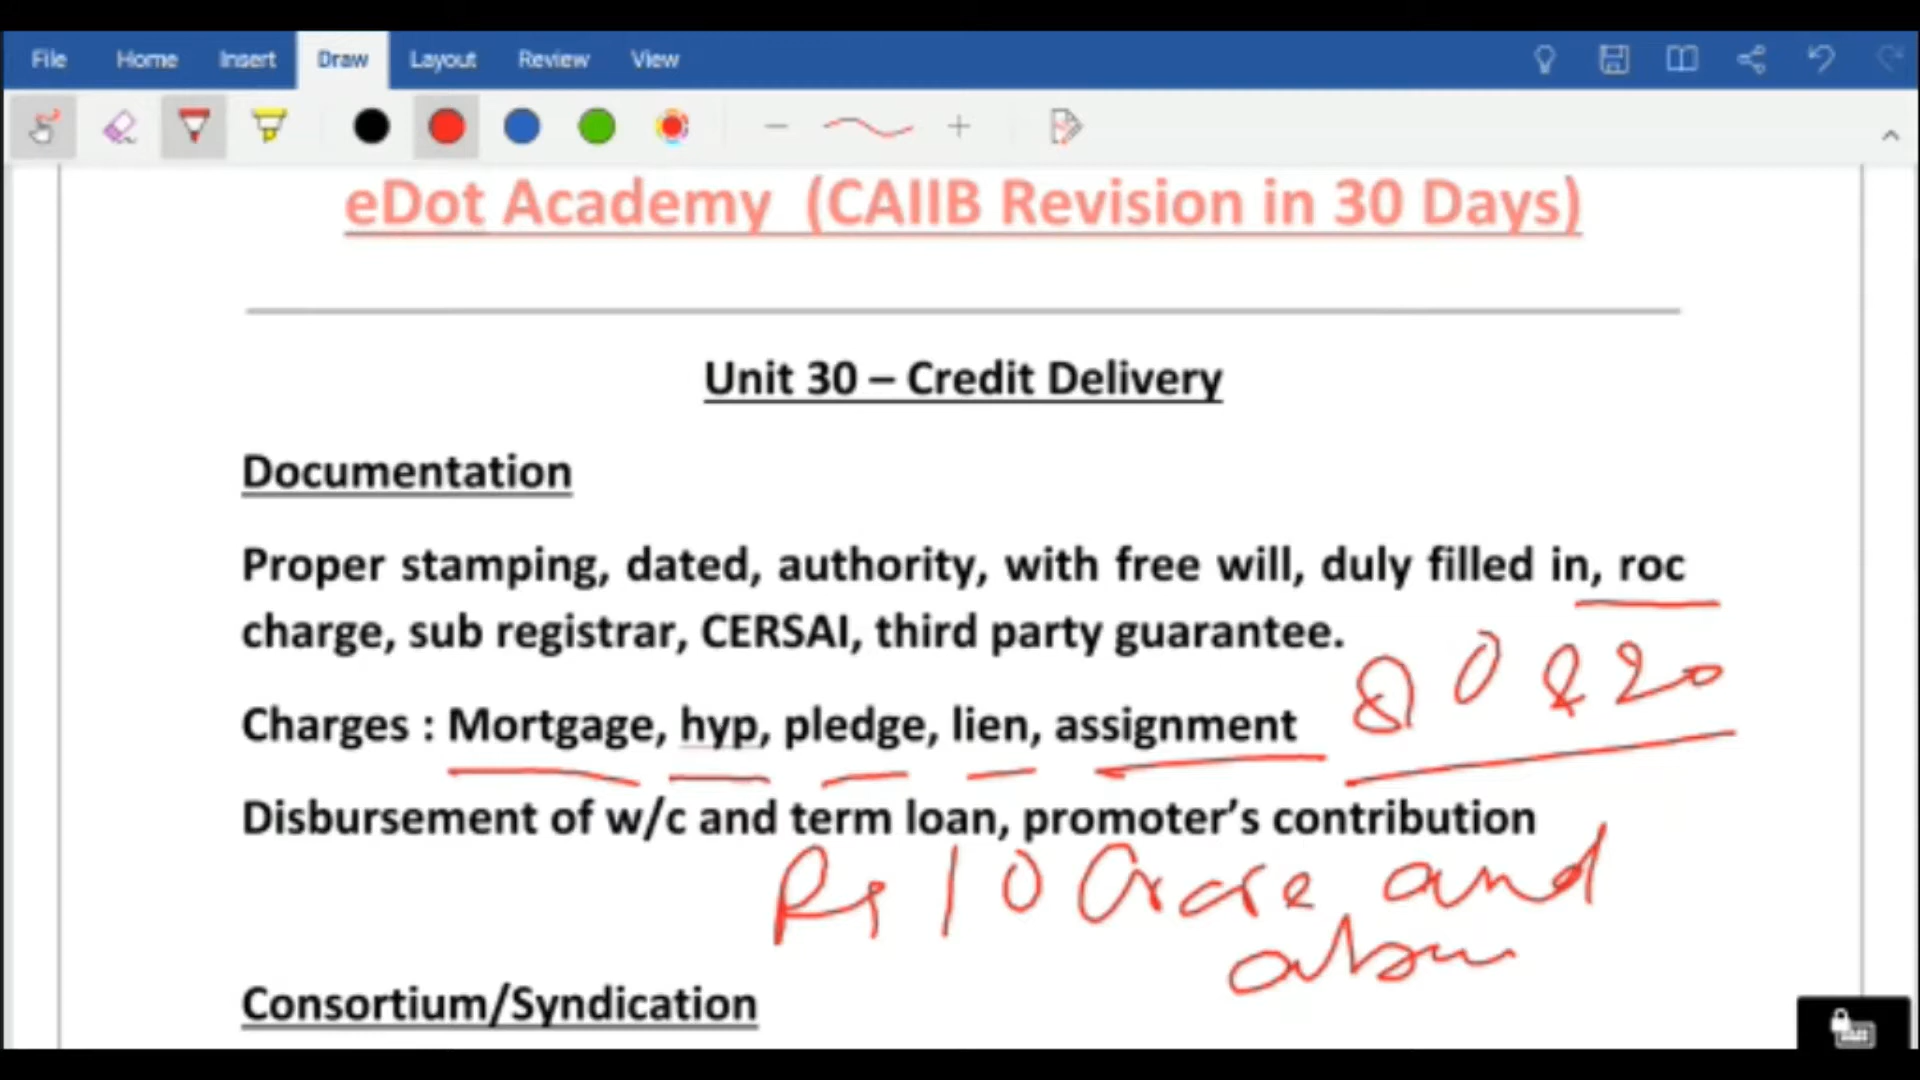 File Home Insert Draw Layout Review View
eDot Academy (CAIIB Revision in 30 Days)
Unit 30 – Credit Delivery
Documentation
Proper stamping, dated, authority, with free will, duly filled in, roc
charge, sub registrar, CERSAI, third party guarantee.
80 & 20
Charges : Mortgage, hyp, pledge, lien, assignment
Disbursement of w/c and term loan, promoter’s contribution
Rs 10 Crore and
Consortium/Syndication